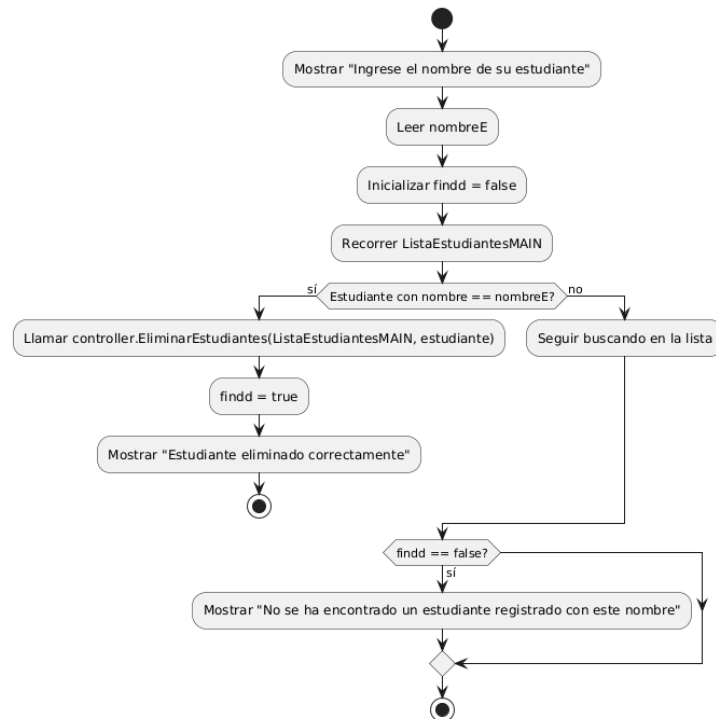 Mostrar "Ingrese el nombre de su estudiante"
Leer nombreE
Inicializar findd = false
Recorrer ListaEstudiantesMAIN
sí
Estudiante con nombre == nombreE?
no
Llamar controller.EliminarEstudiantes(ListaEstudiantesMAIN, estudiante)
Seguir buscando en la lista
findd = true
Mostrar "Estudiante eliminado correctamente"
findd == false?
sí
Mostrar "No se ha encontrado un estudiante registrado con este nombre"